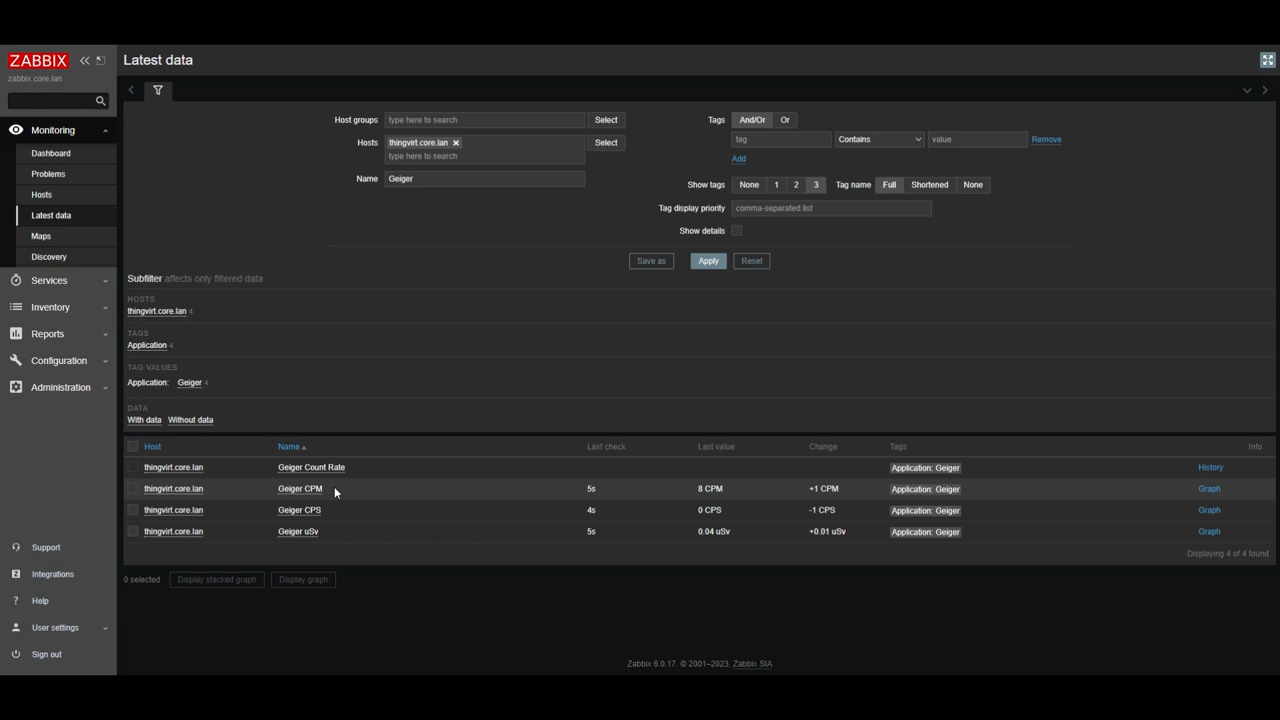 ZABBIX
zabbix.core.lan
Monitoring
Dashboard
Problems
Hosts
Latest data
Maps
Discovery
Services
Inventory
Reports
Configuration
Administration
Support
Integrations
Help
User settings
Sign out
Latest data
Host groups type here to search Select
Hosts thingvirt.core.lan Select
type here to search
Name Geiger
Tags And/Or Or
tag Contains value Remove
Add
Show tags None 1 2 3 Tag name Full Shortened None
Tag display priority comma-separated list
Show details
Save as Apply Reset
Subfilter affects only filtered data
HOSTS
thingvirt.core.lan 4
TAGS
Application 4
TAG VALUES
Application: Geiger 4
DATA
With data Without data
Host Name Last check Last value Change Tags Info
thingvirt.core.lan Geiger Count Rate Application: Geiger History
thingvirt.core.lan Geiger CPM 5s 8 CPM +1 CPM Application: Geiger Graph
thingvirt.core.lan Geiger CPS 4s 0 CPS -1 CPS Application: Geiger Graph
thingvirt.core.lan Geiger uSv 5s 0.04 uSv +0.01 uSv Application: Geiger Graph
Displaying 4 of 4 found
0 selected Display stacked graph Display graph
Zabbix 6.0.17. © 2001–2023, Zabbix SIA